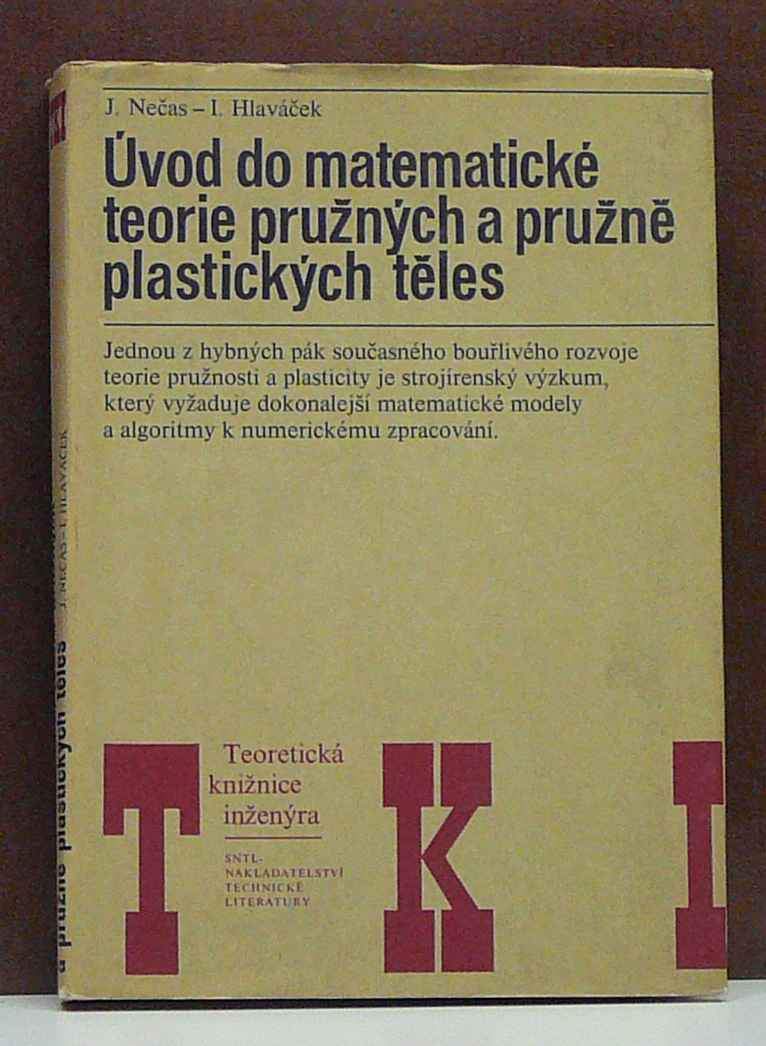 J. Nečas – I. Hlaváček
Úvod do matematické
teorie pružných a pružně
plastických těles
Jednou z hybných pák současného bouřlivého rozvoje
teorie pružnosti a plasticity je strojírenský výzkum,
který vyžaduje dokonalejší matematické modely
a algoritmy k numerickému zpracování.
T K I
Teoretická
knižnice
inženýra
SNTL-
NAKLADATELSTVÍ
TECHNICKÉ
LITERATURY
a pružně plastických těles
J. NEČAS – I. HLAVÁČEK